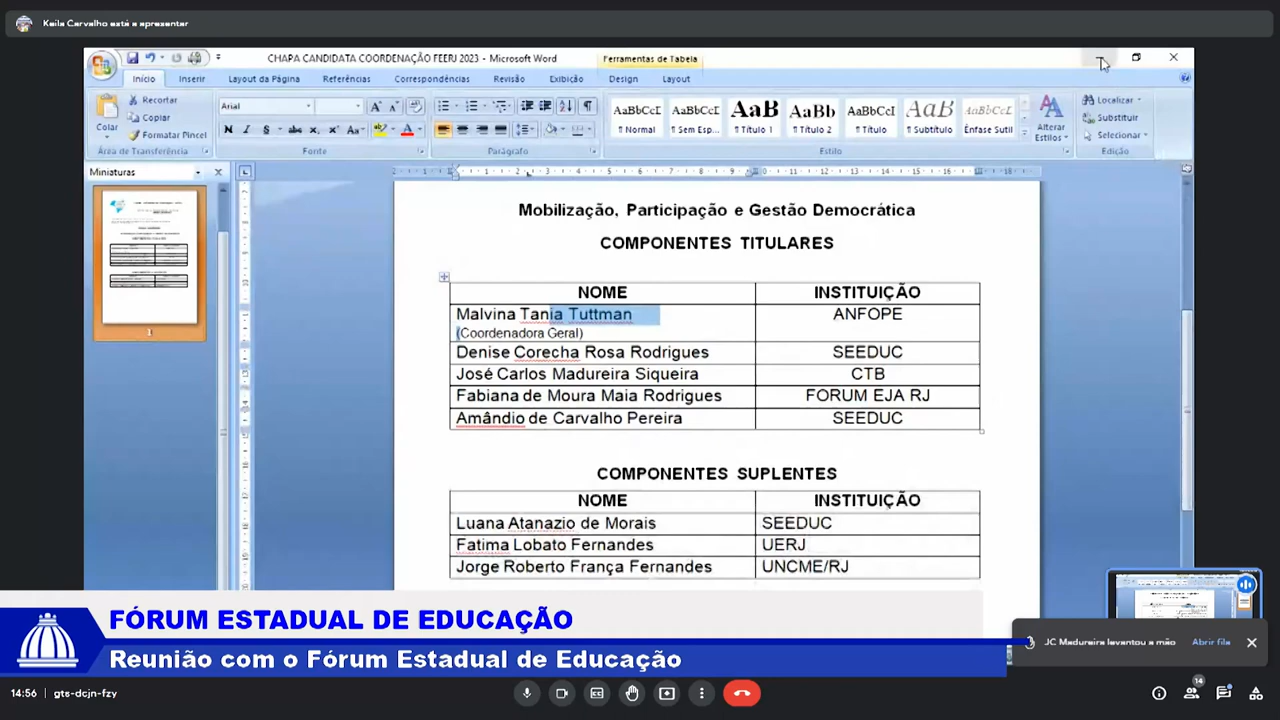 Keila Carvalho está a apresentar
CHAPA CANDIDATA COORDENAÇÃO FEERJ 2023 - Microsoft Word
Ferramentas de Tabela
Início Inserir Layout da Página Referências Correspondências Revisão Exibição Design Layout
Colar
Recortar
Copiar
Formatar Pincel
Área de Transferência
Arial
Fonte
Parágrafo
AaBbCcI AaBbCcI AaB AaBb AaBbCcI AaB AaBbCcI
¶ Normal ¶ Sem Esp... ¶ Título 1 ¶ Título 2 ¶ Título ¶ Subtítulo ¶ Ênfase Sutil
Alterar Estilos
Estilo
Localizar
Substituir
Selecionar
Edição
Miniaturas
1
Mobilização, Participação e Gestão Democrática
COMPONENTES TITULARES
NOME INSTITUIÇÃO
Malvina Tania Tuttman ANFOPE
(Coordenadora Geral)
Denise Corecha Rosa Rodrigues SEEDUC
José Carlos Madureira Siqueira CTB
Fabiana de Moura Maia Rodrigues FORUM EJA RJ
Amândio de Carvalho Pereira SEEDUC
COMPONENTES SUPLENTES
NOME INSTITUIÇÃO
Luana Atanazio de Morais SEEDUC
Fatima Lobato Fernandes UERJ
Jorge Roberto França Fernandes UNCME/RJ
FÓRUM ESTADUAL DE EDUCAÇÃO
Reunião com o Fórum Estadual de Educação
JC Madureira levantou a mão Abrir fila
14:56 gts-dcjn-fzy
14